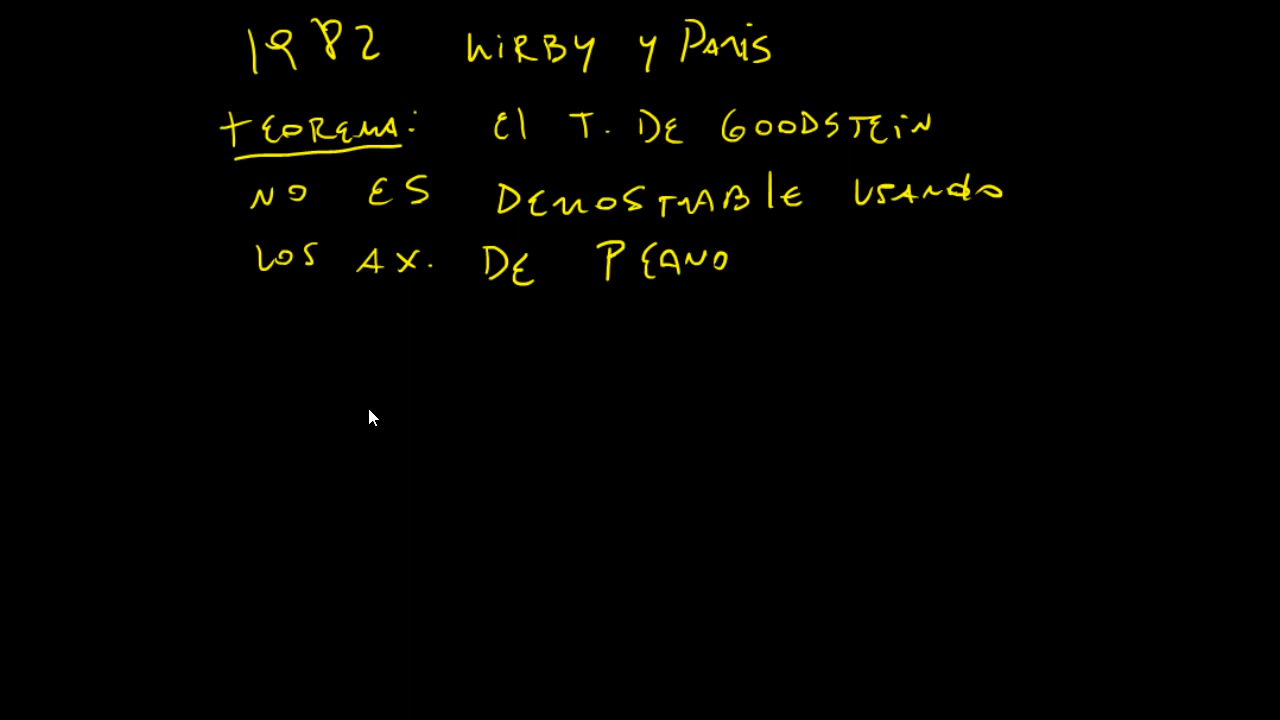 1982 KIRBY y PARIS
TEOREMA: El T. DE GOODSTEIN
NO ES DEMOSTRABlE USANDO
LOS AX. DE PEANO